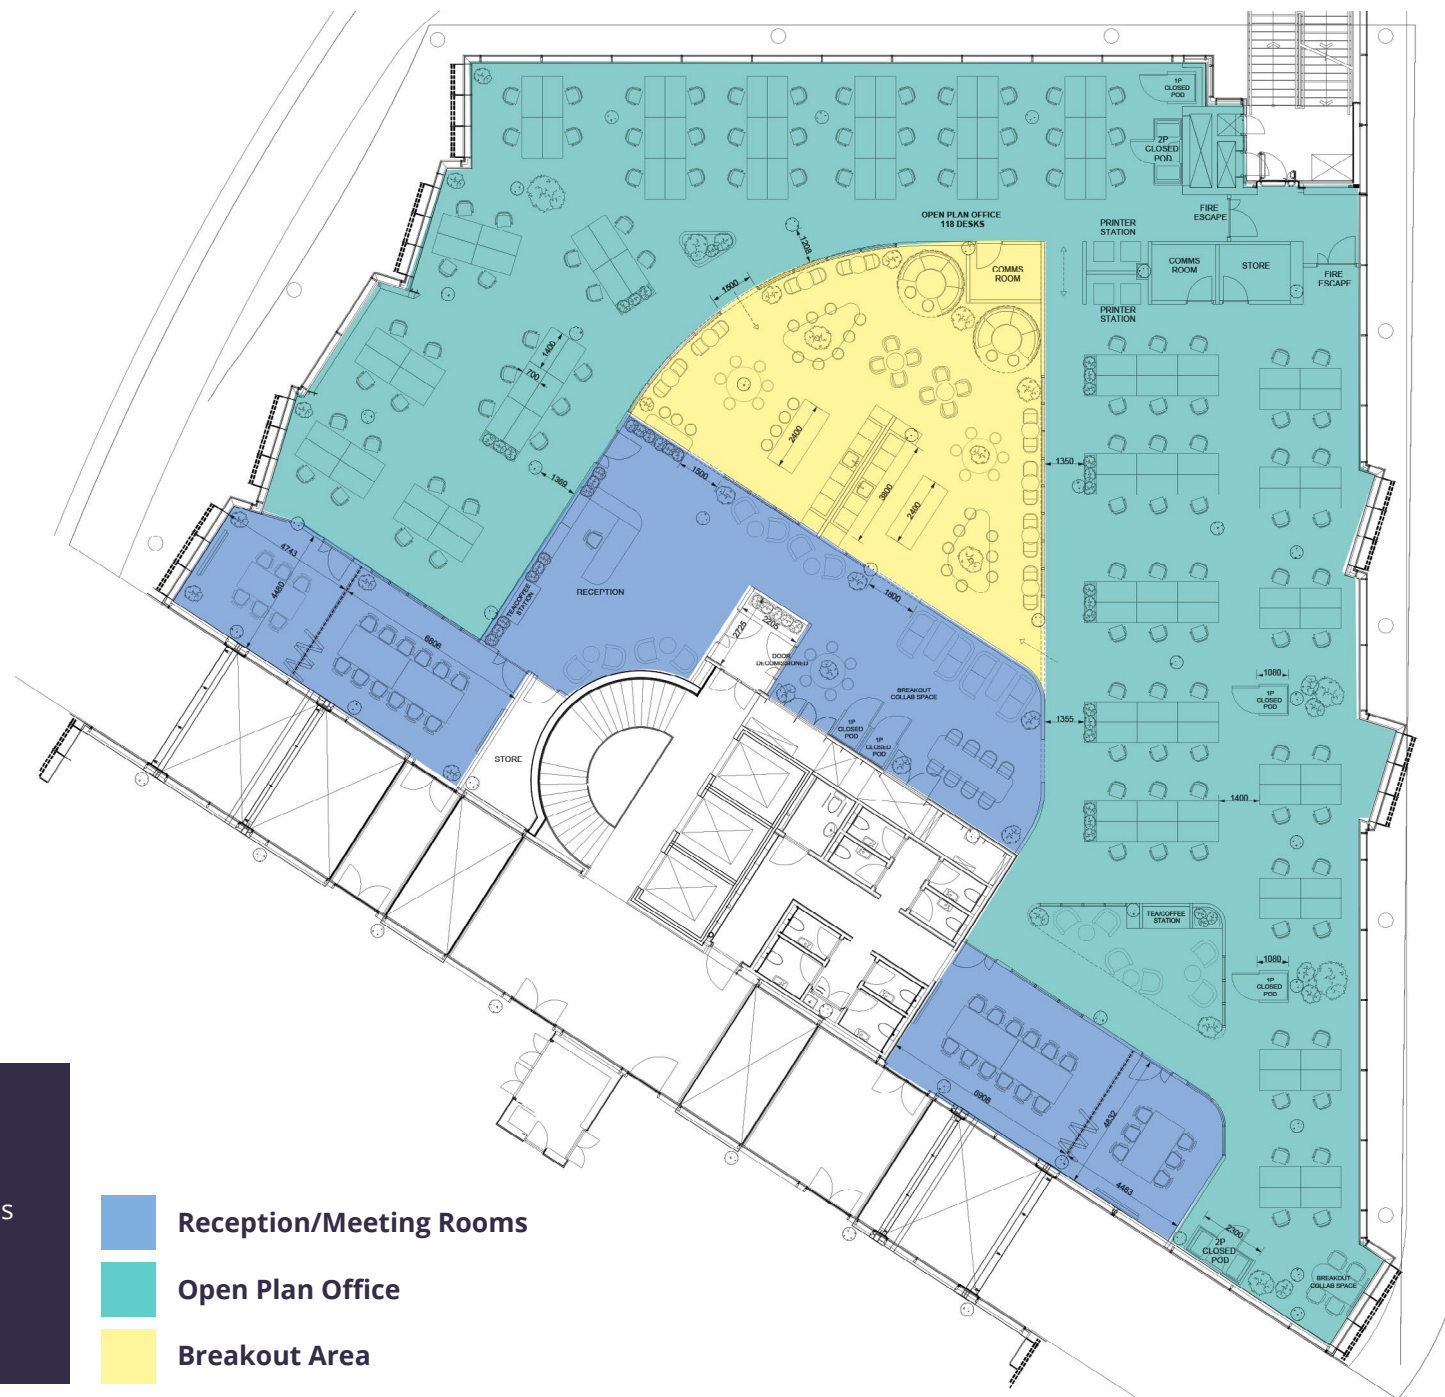 1P
CLOSED
POD
2P
CLOSED
POD
OPEN PLAN OFFICE
118 DESKS
FIRE
ESCAPE
PRINTER
STATION
1208
COMMS
ROOM
COMMS
ROOM
STORE
FIRE
ESCAPE
1500
PRINTER
STATION
1400
700
2400
1350
1369
1500
3800
2400
4743
4480
TEA/COFFEE
STATION
RECEPTION
1800
2205
2725
6806
DOOR
DECOMISSIONED
BREAKOUT
COLLAB SPACE
1080
1P
CLOSED
POD
1355
1P
CLOSED
POD
1P
CLOSED
POD
STORE
1400
TEA/COFFEE
STATION
1080
1P
CLOSED
POD
6908
4832
4483
2300
2P
CLOSED
POD
BREAKOUT
COLLAB SPACE
s
Reception/Meeting Rooms
Open Plan Office
Breakout Area